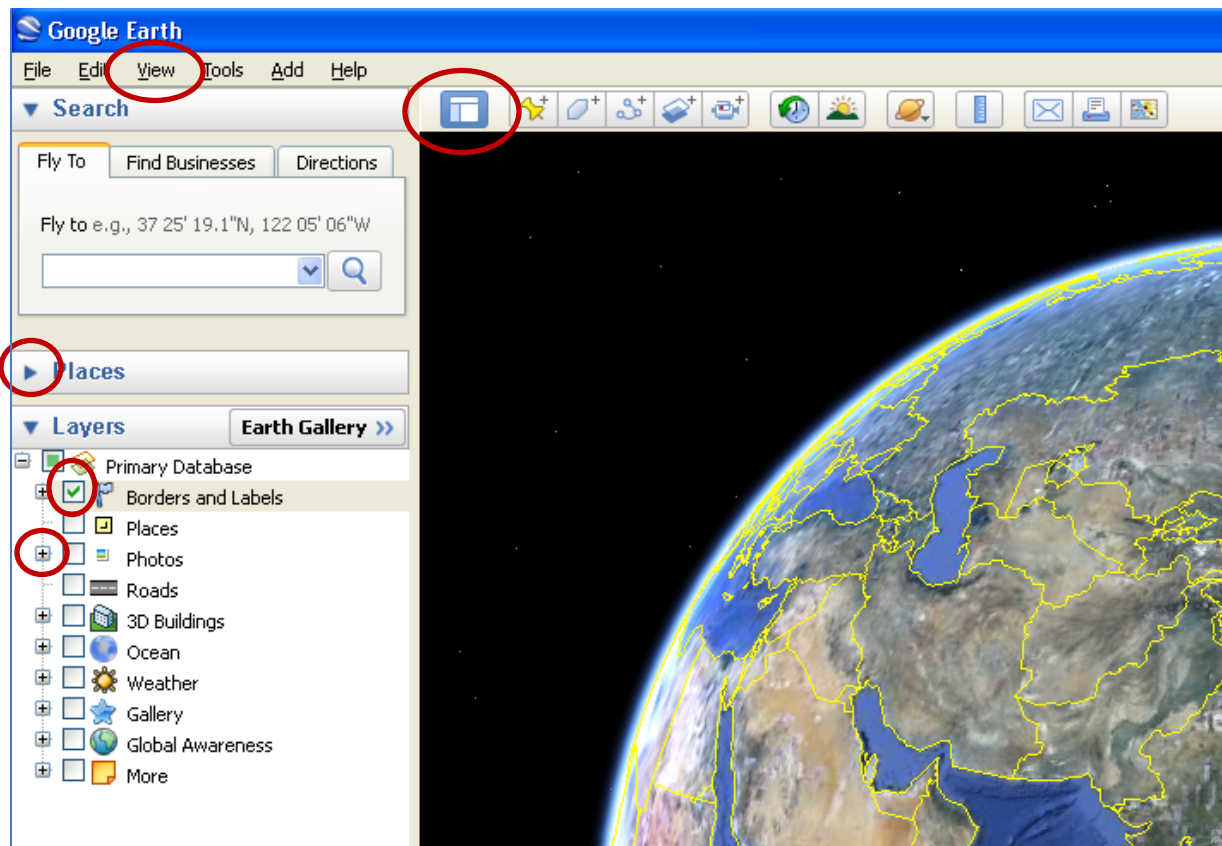 Google Earth
File Edit View Tools Add Help
Search
Fly To Find Businesses Directions
Fly to e.g., 37 25' 19.1"N, 122 05' 06"W
Places
Layers Earth Gallery >>
Primary Database
Borders and Labels
Places
Photos
Roads
3D Buildings
Ocean
Weather
Gallery
Global Awareness
More